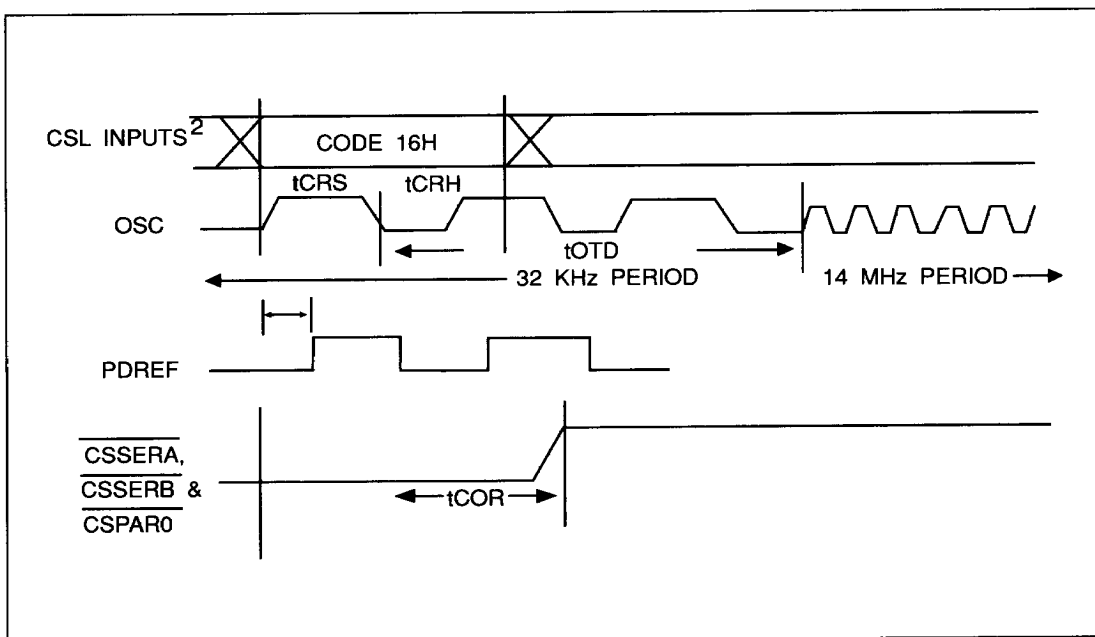 CSL INPUTS2
CODE 16H
tCRS
tCRH
OSC
tOTD
32 KHz PERIOD
14 MHz PERIOD
PDREF
CSSERA,
CSSERB &
CSPAR0
tCOR